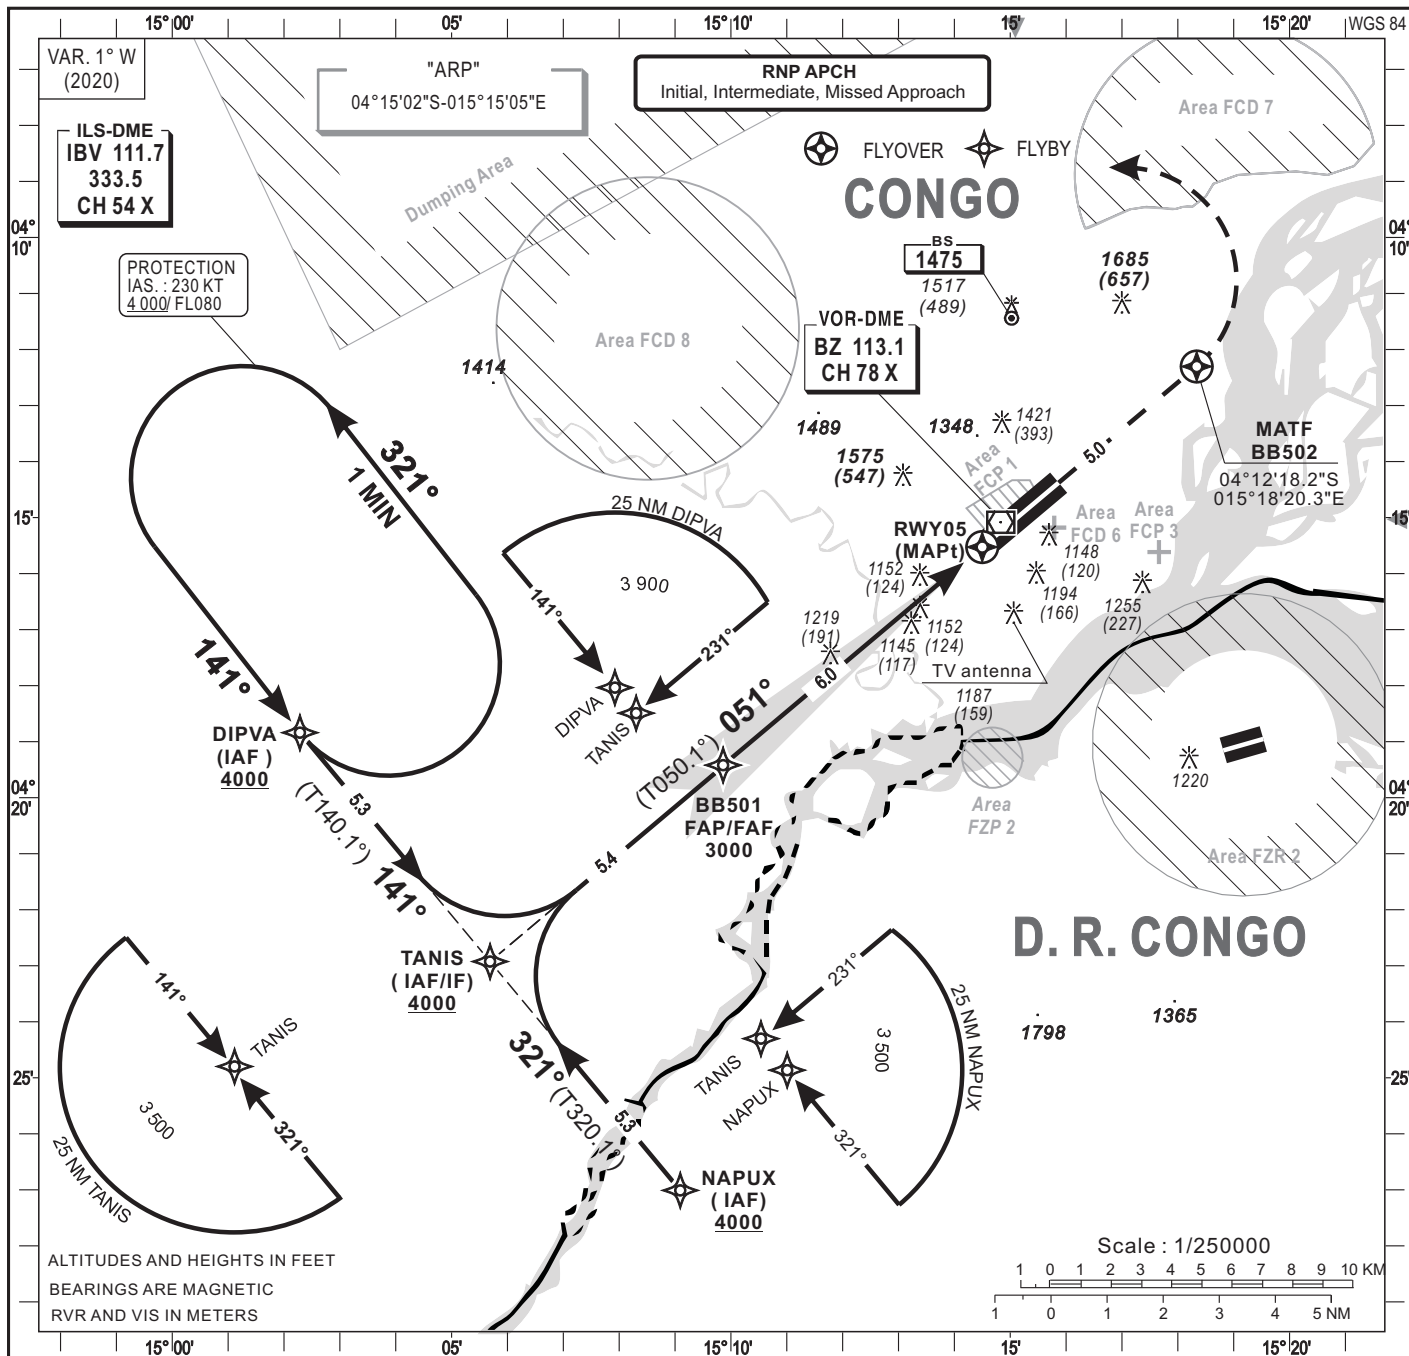 15°00'
05'
15°10'
15'
15°20'
WGS 84
VAR. 1° W
(2020)
"ARP"
04°15'02"S-015°15'05"E
RNP APCH
Initial, Intermediate, Missed Approach
ILS-DME
IBV 111.7
333.5
CH 54 X
FLYOVER
FLYBY
CONGO
Area FCD 7
Dumping Area
04°
10'
04°
10'
BS
1475
1517
(489)
1685
(657)
PROTECTION
IAS. : 230 KT
4 000/ FL080
VOR-DME
BZ 113.1
CH 78 X
Area FCD 8
1414
1489
1348
1421
(393)
1575
(547)
Area
FCP 1
5.0
MATF
BB502
04°12'18.2"S
015°18'20.3"E
321°
1 MIN
15'
15'
25 NM DIPVA
3 900
141°
231°
DIPVA
TANIS
RWY05
(MAPt)
Area
FCD 6
Area
FCP 3
1148
(120)
1152
(124)
1194
(166)
1255
(227)
1219
(191)
1145
(117)
1152
(124)
TV antenna
1187
(159)
141°
DIPVA
(IAF )
4000
5.3
(T140.1°)
141°
6.0
051°
(T050.1°)
BB501
FAP/FAF
3000
5.4
04°
20'
04°
20'
Area
FZP 2
1220
Area FZR 2
D. R. CONGO
TANIS
( IAF/IF)
4000
141°
TANIS
3 500
321°
25 NM TANIS
231°
25 NM NAPUX
3 500
TANIS
NAPUX
321°
1798
1365
25'
25'
321°
(T320.1°)
5.3
NAPUX
( IAF)
4000
ALTITUDES AND HEIGHTS IN FEET
BEARINGS ARE MAGNETIC
RVR AND VIS IN METERS
Scale : 1/250000
1 0 1 2 3 4 5 6 7 8 9 10 KM
1 0 1 2 3 4 5 NM
15°00'
05'
15°10'
15'
15°20'